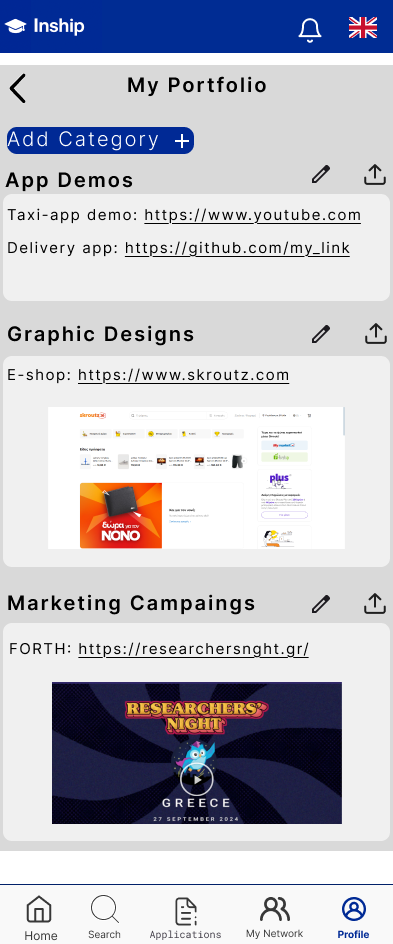 Inship
My Portfolio
Add Category +
App Demos
Taxi-app demo: https://www.youtube.com
Delivery app: https://github.com/my_link
Graphic Designs
E-shop: https://www.skroutz.com
skroutz
plus
δώρα για
τον
NONO
Marketing Campaings
FORTH: https://researchersnght.gr/
RESEARCHERS'
NIGHT
GREECE
27 SEPTEMBER 2024
Home
Search
Applications
My Network
Profile